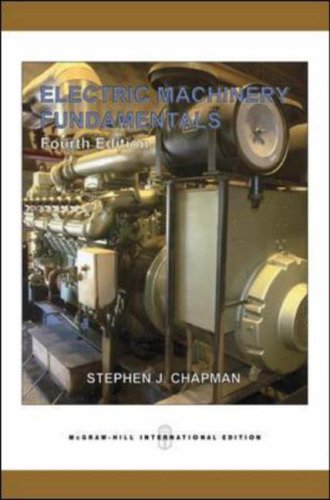 ELECTRIC MACHINERY
FUNDAMENTALS
Fourth Edition
STEPHEN J. CHAPMAN
McGRAW-HILL INTERNATIONAL EDITION